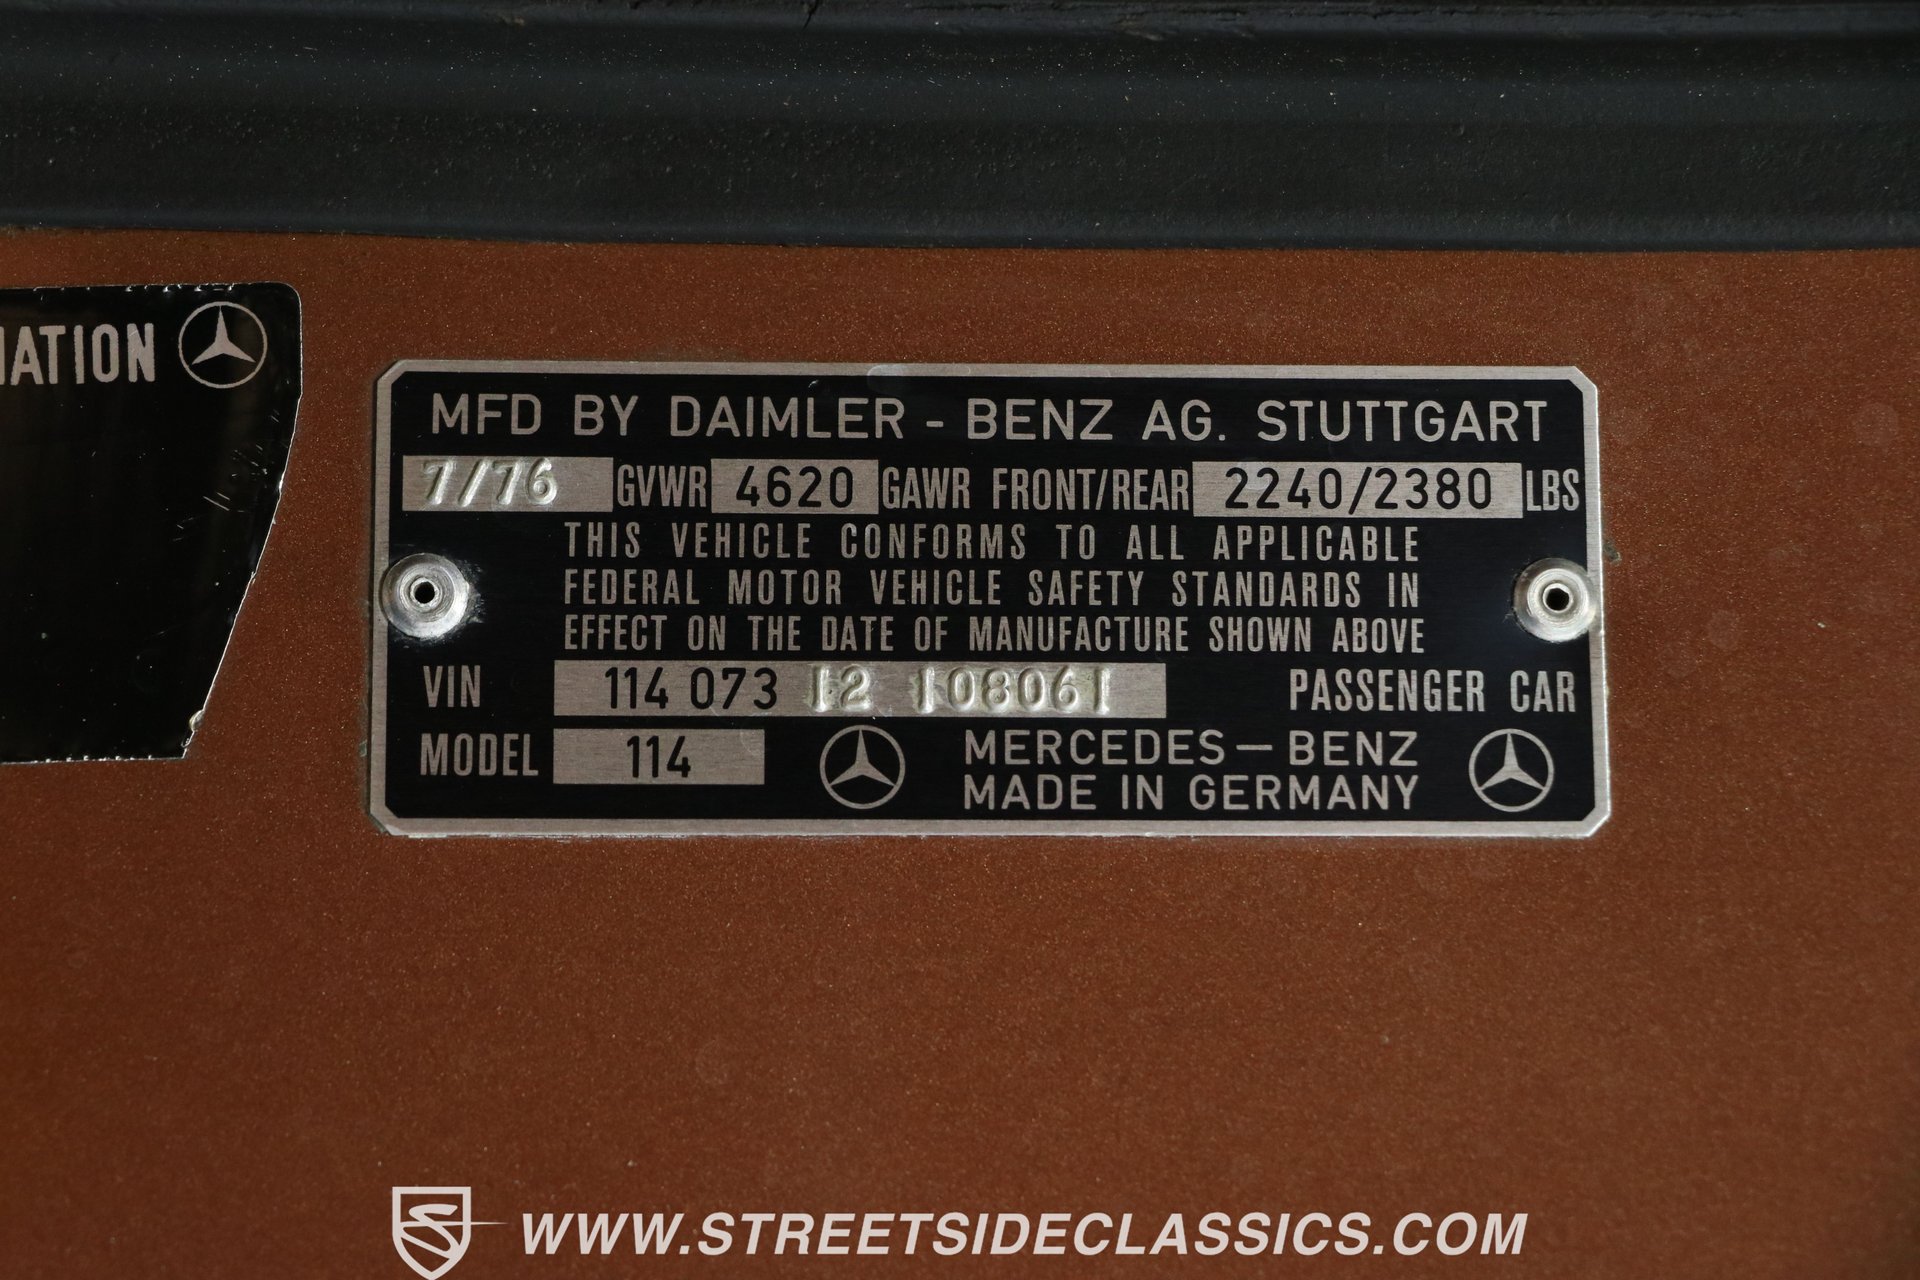 IATION
MFD BY DAIMLER - BENZ AG. STUTTGART
7/76 GVWR 4620 GAWR FRONT/REAR 2240/2380 LBS
THIS VEHICLE CONFORMS TO ALL APPLICABLE
FEDERAL MOTOR VEHICLE SAFETY STANDARDS IN
EFFECT ON THE DATE OF MANUFACTURE SHOWN ABOVE
VIN 114 073 12 108061 PASSENGER CAR
MODEL 114 MERCEDES - BENZ
MADE IN GERMANY
WWW.STREETSIDECLASSICS.COM